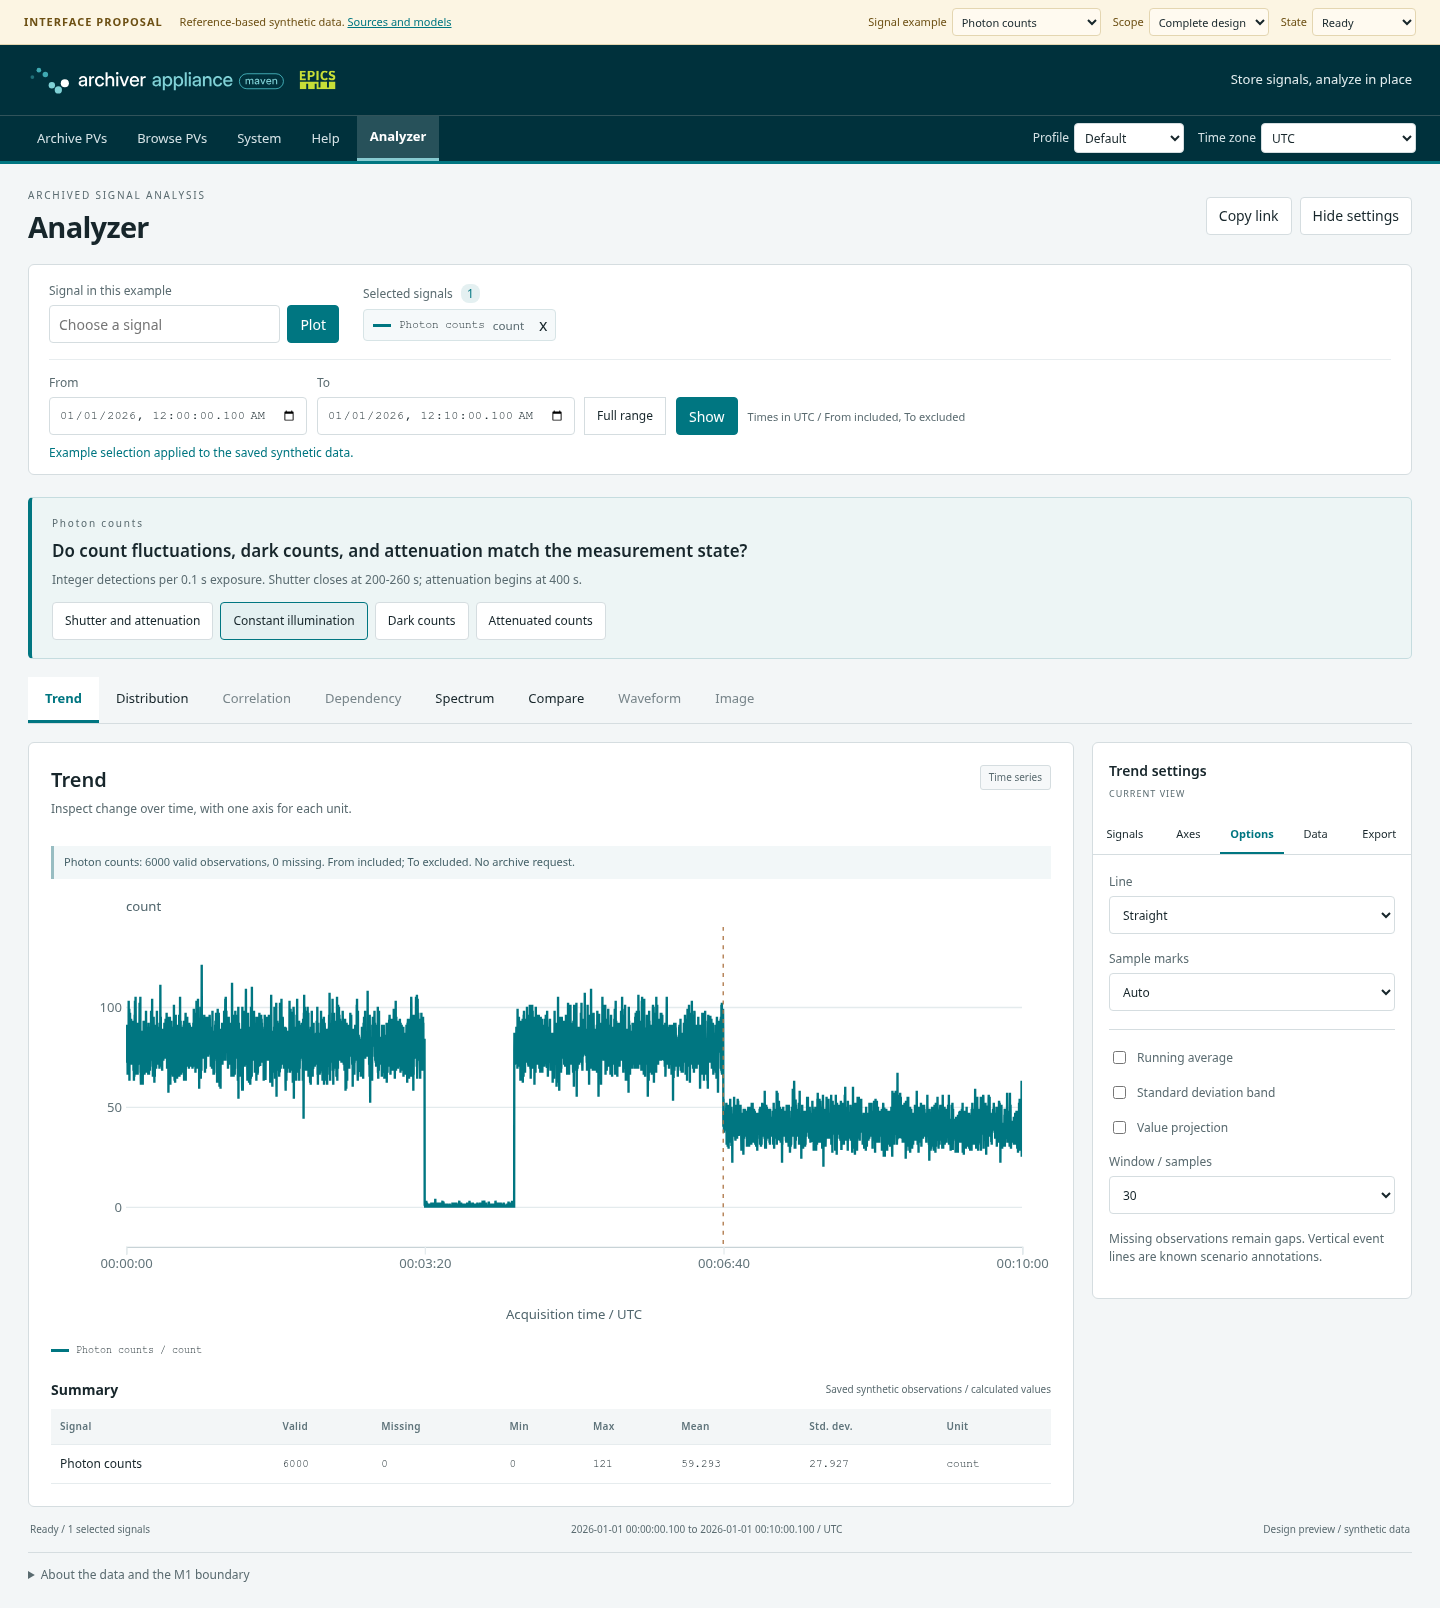 INTERFACE PROPOSAL Reference-based synthetic data. Sources and models Signal example Photon counts Scope Complete design State Ready
archiver appliance maven EPICS Store signals, analyze in place
Archive PVs Browse PVs System Help Analyzer Profile Default Time zone UTC
ARCHIVED SIGNAL ANALYSIS
Analyzer Copy link Hide settings
Signal in this example Selected signals 1
Choose a signal Plot Photon counts count X
From To
01/01/2026, 12:00:00.100 AM 01/01/2026, 12:10:00.100 AM Full range Show Times in UTC / From included, To excluded
Example selection applied to the saved synthetic data.
Photon counts
Do count fluctuations, dark counts, and attenuation match the measurement state?
Integer detections per 0.1 s exposure. Shutter closes at 200-260 s; attenuation begins at 400 s.
Shutter and attenuation Constant illumination Dark counts Attenuated counts
Trend Distribution Correlation Dependency Spectrum Compare Waveform Image
Trend Time series
Inspect change over time, with one axis for each unit.
Photon counts: 6000 valid observations, 0 missing. From included; To excluded. No archive request.
count
100
50
0
00:00:00 00:03:20 00:06:40 00:10:00
Acquisition time / UTC
Photon counts / count
Summary Saved synthetic observations / calculated values
Signal Valid Missing Min Max Mean Std. dev. Unit
Photon counts 6000 0 0 121 59.293 27.927 count
Trend settings
CURRENT VIEW
Signals Axes Options Data Export
Line
Straight
Sample marks
Auto
Running average
Standard deviation band
Value projection
Window / samples
30
Missing observations remain gaps. Vertical event
lines are known scenario annotations.
Ready / 1 selected signals 2026-01-01 00:00:00.100 to 2026-01-01 00:10:00.100 / UTC Design preview / synthetic data
About the data and the M1 boundary